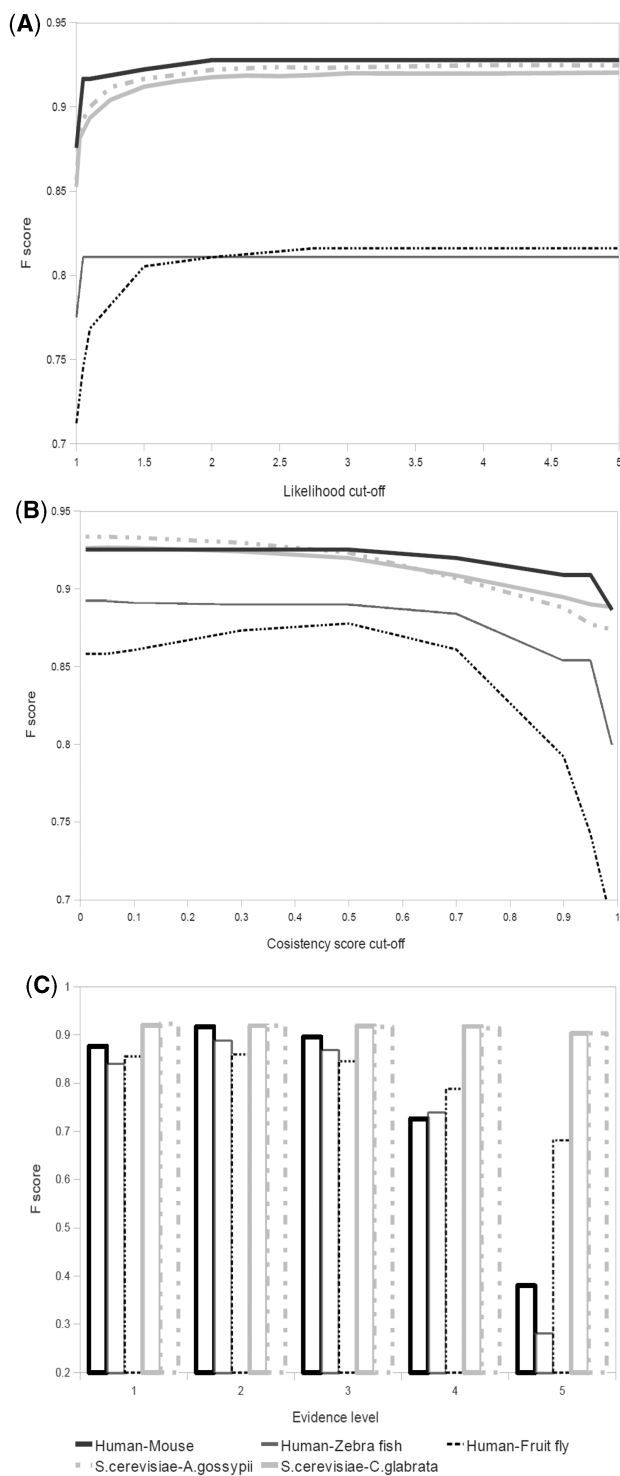 (A)
0.95
0.9
0.85
0.8
0.75
0.7
F score
1 1.5 2 2.5 3 3.5 4 4.5 5
Likelihood cut-off
(B)
0.95
0.9
0.85
0.8
0.75
0.7
F score
0 0.1 0.2 0.3 0.4 0.5 0.6 0.7 0.8 0.9 1
Cosistency score cut-off
(C)
1
0.9
0.8
0.7
0.6
0.5
0.4
0.3
0.2
F score
1 2 3 4 5
Evidence level
Human-Mouse Human-Zebra fish Human-Fruit fly
S.cerevisiae-A.gossypii S.cerevisiae-C.glabrata